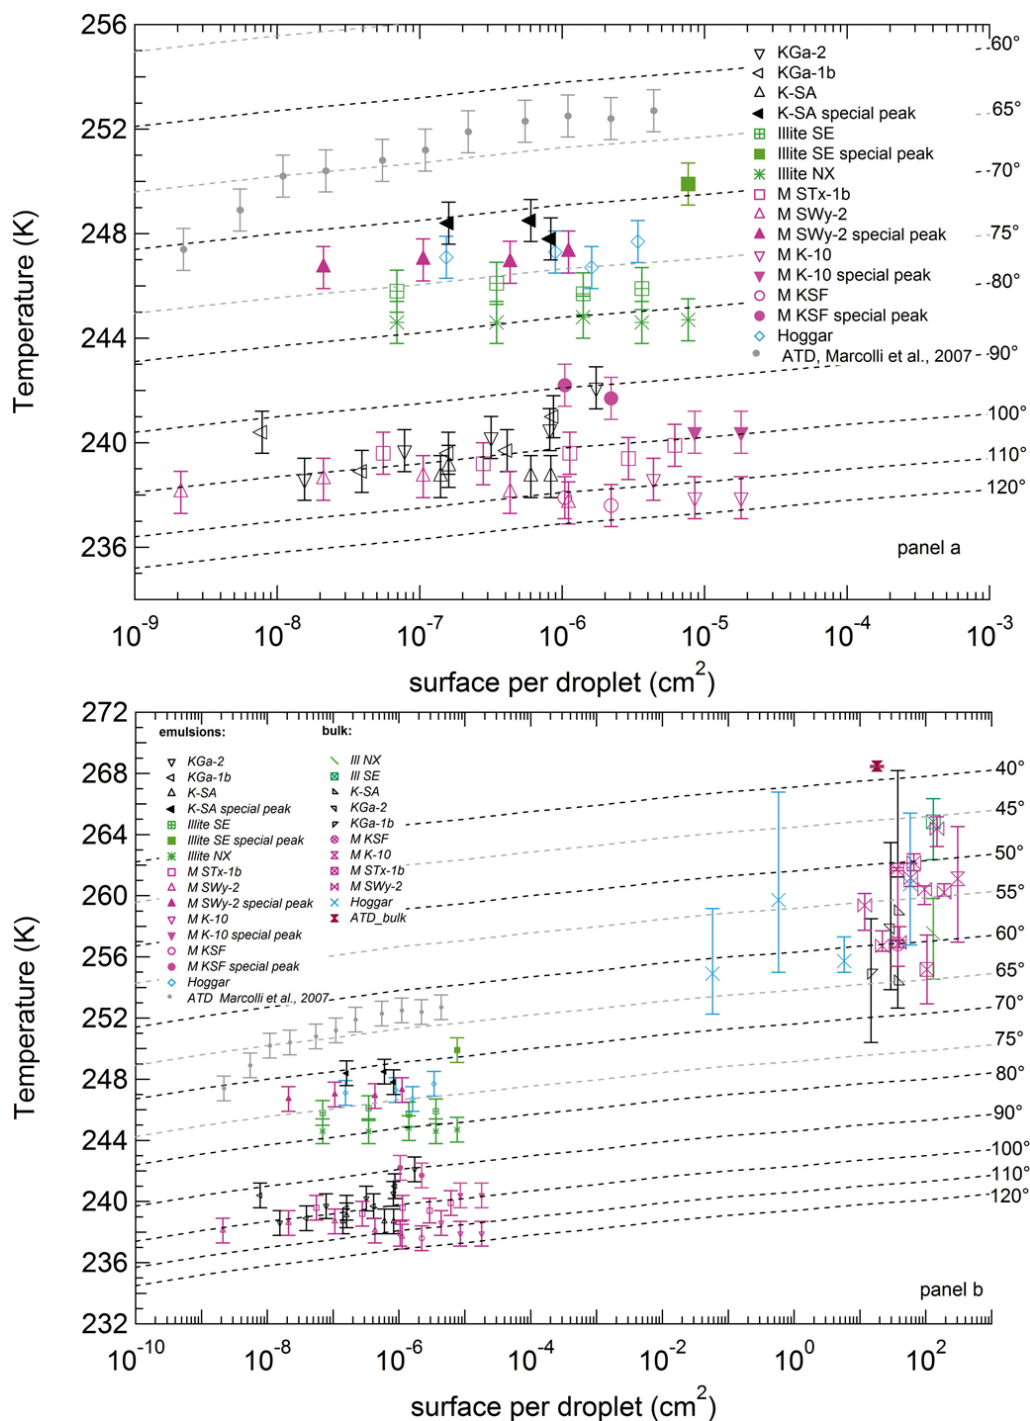 256
252
248
244
240
236
Temperature (K)
60°
65°
70°
75°
80°
90°
100°
110°
120°
KGa-2
KGa-1b
K-SA
K-SA special peak
Illite SE
Illite SE special peak
Illite NX
M STx-1b
M SWy-2
M SWy-2 special peak
M K-10
M K-10 special peak
M KSF
M KSF special peak
Hoggar
ATD, Marcolli et al., 2007
panel a
10⁻⁹ 10⁻⁸ 10⁻⁷ 10⁻⁶ 10⁻⁵ 10⁻⁴ 10⁻³
surface per droplet (cm²)
272
268
264
260
256
252
248
244
240
236
232
Temperature (K)
emulsions:
KGa-2
KGa-1b
K-SA
K-SA special peak
Illite SE
Illite SE special peak
Illite NX
M STx-1b
M SWy-2
M SWy-2 special peak
M K-10
M K-10 special peak
M KSF
M KSF special peak
Hoggar
ATD Marcolli et al., 2007
bulk:
Ill NX
Ill SE
K-SA
KGa-2
KGa-1b
M KSF
M K-10
M STx-1b
M SWy-2
Hoggar
ATD_bulk
40°
45°
50°
55°
60°
65°
70°
75°
80°
90°
100°
110°
120°
panel b
10⁻¹⁰ 10⁻⁸ 10⁻⁶ 10⁻⁴ 10⁻² 10⁰ 10²
surface per droplet (cm²)